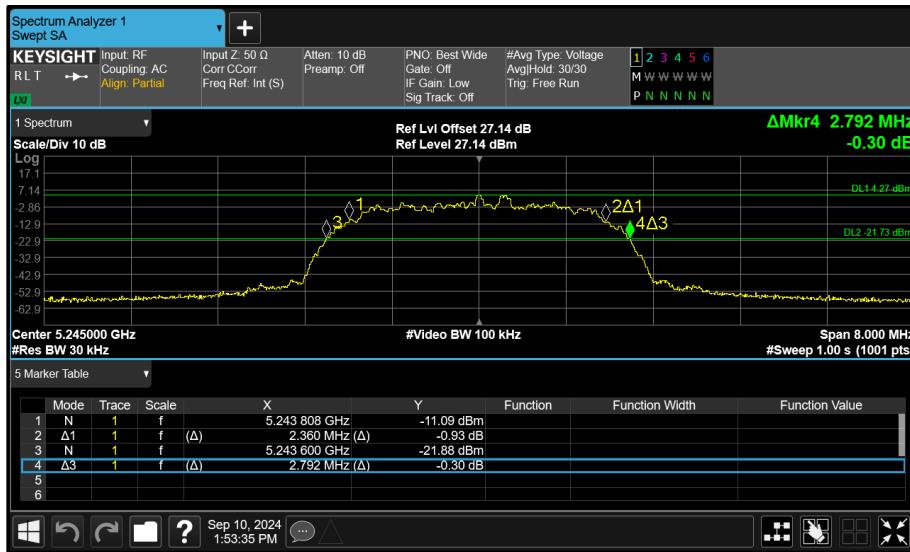 Spectrum Analyzer 1
Swept SA
+
KEYSIGHT Input: RF Input Z: 50 Ω Atten: 10 dB PNO: Best Wide #Avg Type: Voltage 1 2 3 4 5 6
R L T Coupling: AC Corr CCorr Preamp: Off Gate: Off Avg|Hold: 30/30 M W W W W W
Align: Partial Freq Ref: Int (S) IF Gain: Low Trig: Free Run
LXI Sig Track: Off P N N N N N
1 Spectrum Ref Lvl Offset 27.14 dB ΔMkr4 2.792 MHz
Scale/Div 10 dB Ref Level 27.14 dBm -0.30 dB
Log
17.1
7.14 DL1 4.27 dBm
-2.86 1 2Δ1
-12.9 3 4Δ3
-22.9 DL2 -21.73 dBm
-32.9
-42.9
-52.9
-62.9
Center 5.245000 GHz #Video BW 100 kHz Span 8.000 MHz
#Res BW 30 kHz #Sweep 1.00 s (1001 pts
5 Marker Table
Mode Trace Scale X Y Function Function Width Function Value
1 N 1 f 5.243 808 GHz -11.09 dBm
2 Δ1 1 f (Δ) 2.360 MHz (Δ) -0.93 dB
3 N 1 f 5.243 600 GHz -21.88 dBm
4 Δ3 1 f (Δ) 2.792 MHz (Δ) -0.30 dB
5
6
? Sep 10, 2024
1:53:35 PM